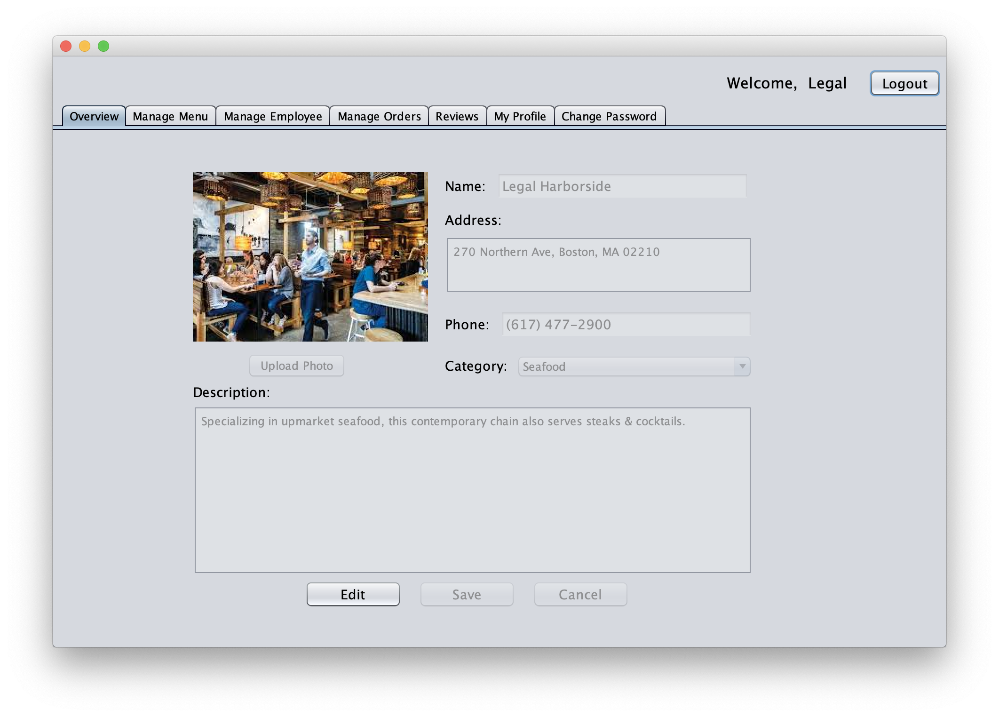 Welcome, Legal
Logout
Overview
Manage Menu
Manage Employee
Manage Orders
Reviews
My Profile
Change Password
Name: Legal Harborside
Address:
270 Northern Ave, Boston, MA 02210
Phone: (617) 477-2900
Upload Photo
Category: Seafood
Description:
Specializing in upmarket seafood, this contemporary chain also serves steaks & cocktails.
Edit
Save
Cancel